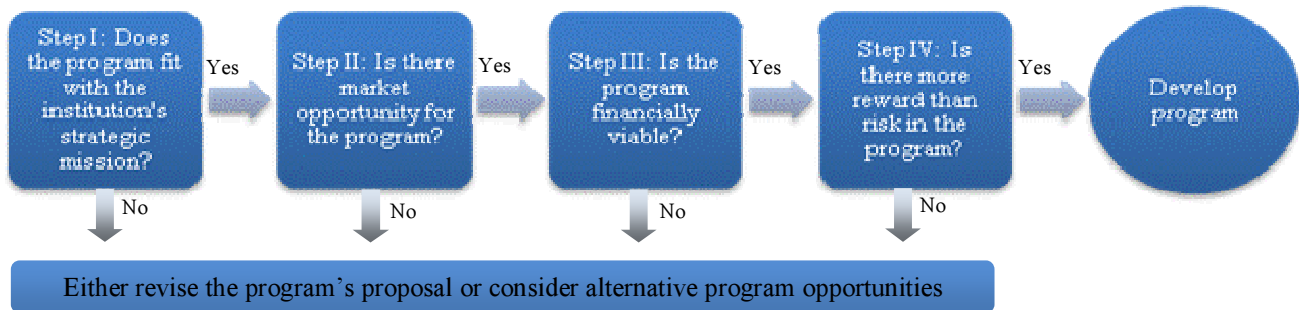 Step I: Does
the program fit
with the
institution's
strategic
mission?
Yes
No
Step II: Is there
market
opportunity for
the program?
Yes
No
Step III: Is the
program
financially
viable?
Yes
No
Step IV: Is
there more
reward than
risk in the
program?
Yes
No
Develop
program
Either revise the program’s proposal or consider alternative program opportunities